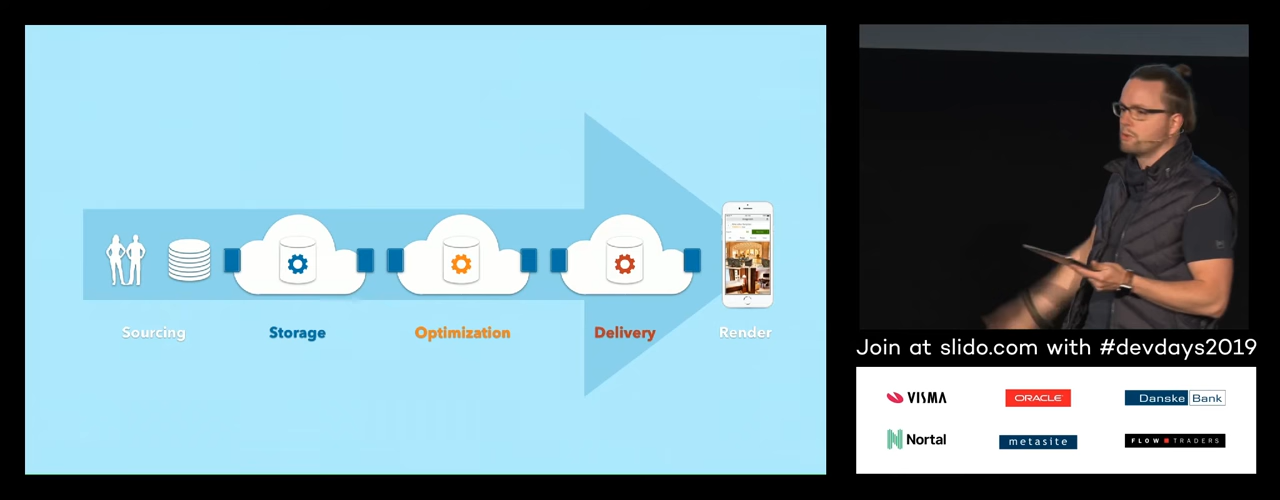 Sourcing
Storage
Optimization
Delivery
Render
Join at slido.com with #devdays2019
VISMA
ORACLE
Danske Bank
Nortal
metasite
FLOW TRADERS